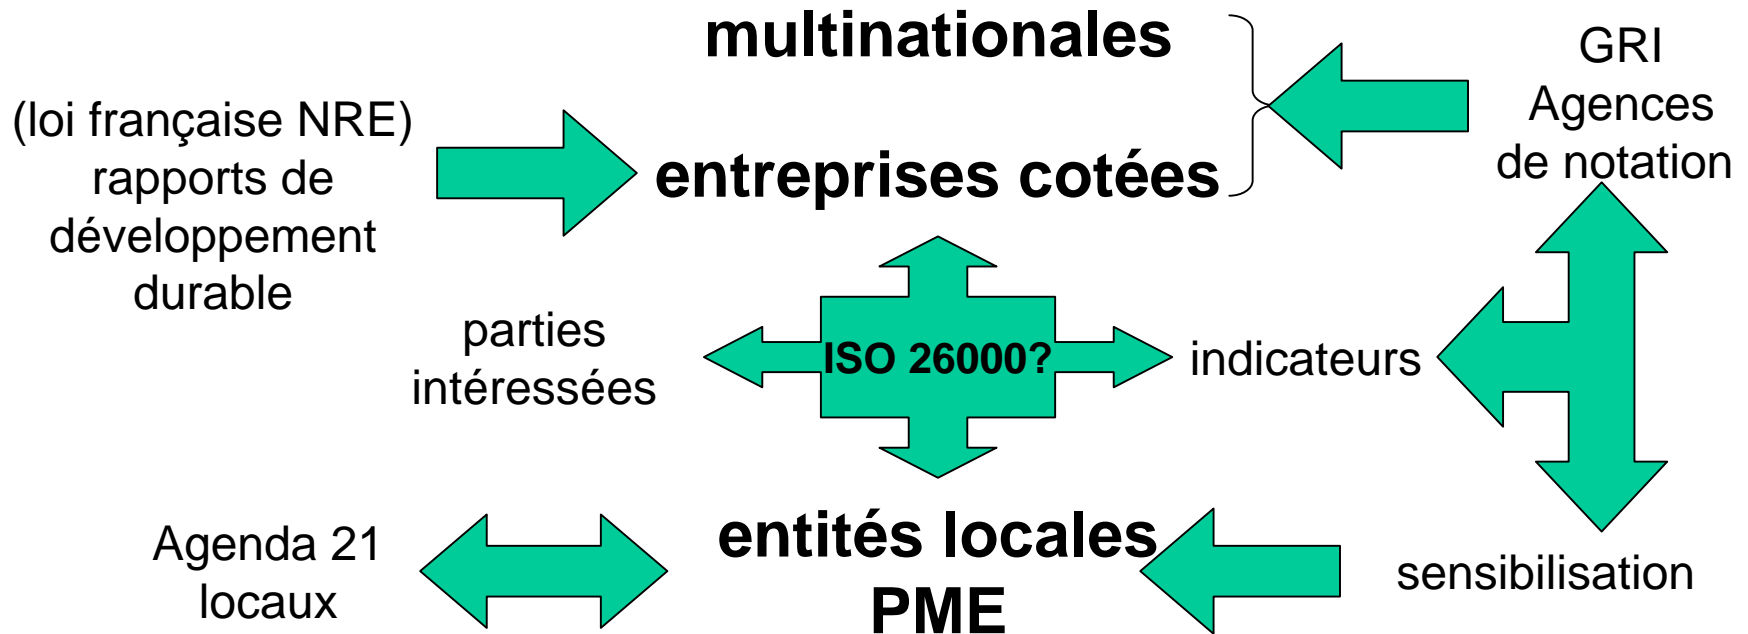 multinationales
GRI
Agences
de notation
(loi française NRE)
rapports de
développement
durable
entreprises cotées
parties
intéressées
ISO 26000?
indicateurs
Agenda 21
locaux
entités locales
PME
sensibilisation